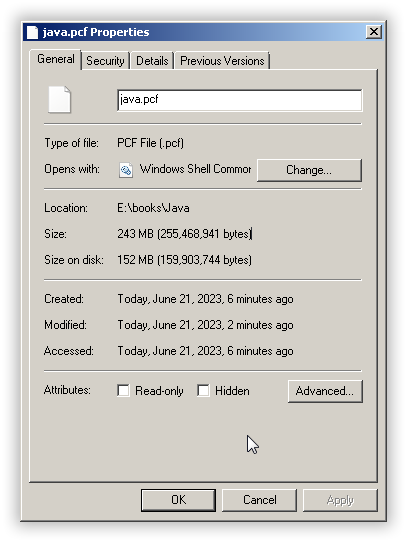 java.pcf Properties
General Security Details Previous Versions
java.pcf
Type of file: PCF File (.pcf)
Opens with: Windows Shell Common Change...
Location: E:\books\Java
Size: 243 MB (255,468,941 bytes)
Size on disk: 152 MB (159,903,744 bytes)
Created: Today, June 21, 2023, 6 minutes ago
Modified: Today, June 21, 2023, 2 minutes ago
Accessed: Today, June 21, 2023, 6 minutes ago
Attributes: Read-only Hidden Advanced...
OK Cancel Apply